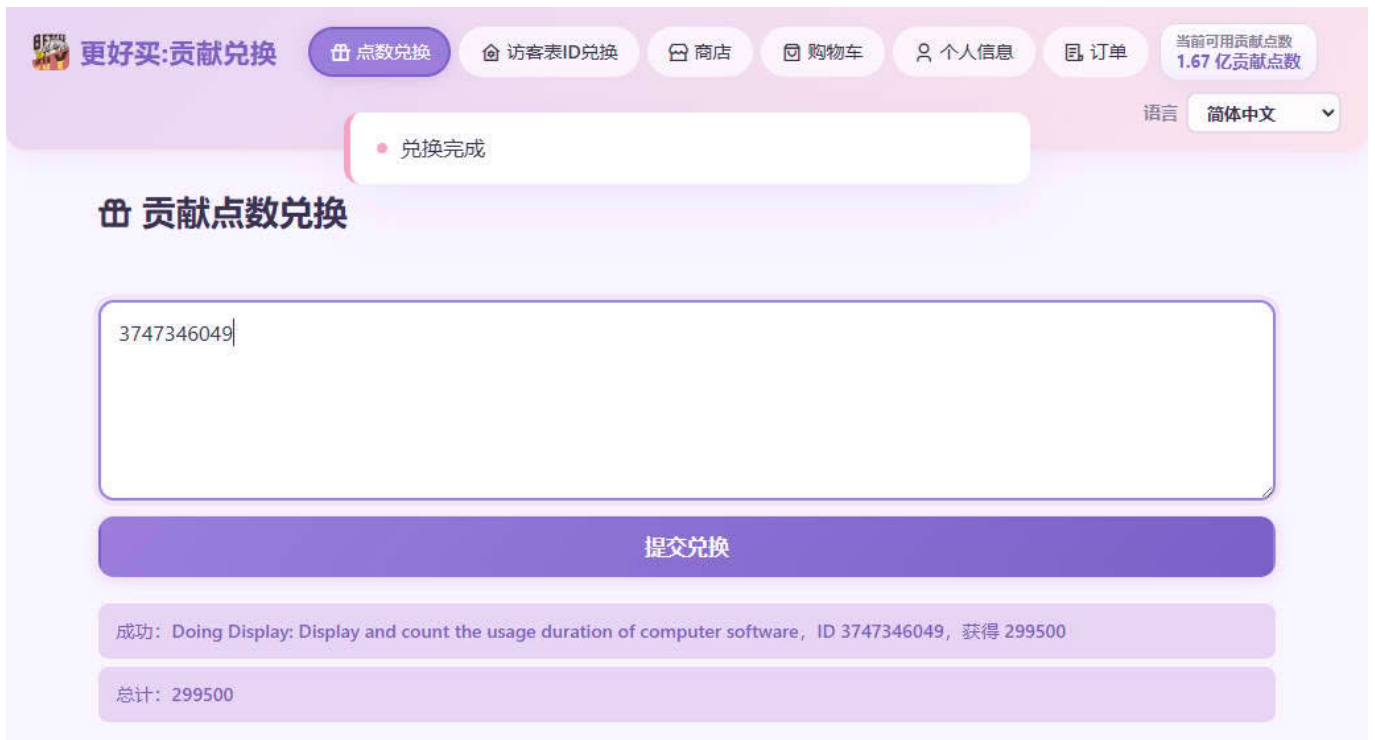 更好买:贡献兑换
点数兑换
访客表ID兑换
商店
购物车
个人信息
订单
当前可用贡献点数
1.67 亿贡献点数
语言 简体中文
兑换完成
贡献点数兑换
3747346049
提交兑换
成功：Doing Display: Display and count the usage duration of computer software，ID 3747346049，获得 299500
总计：299500